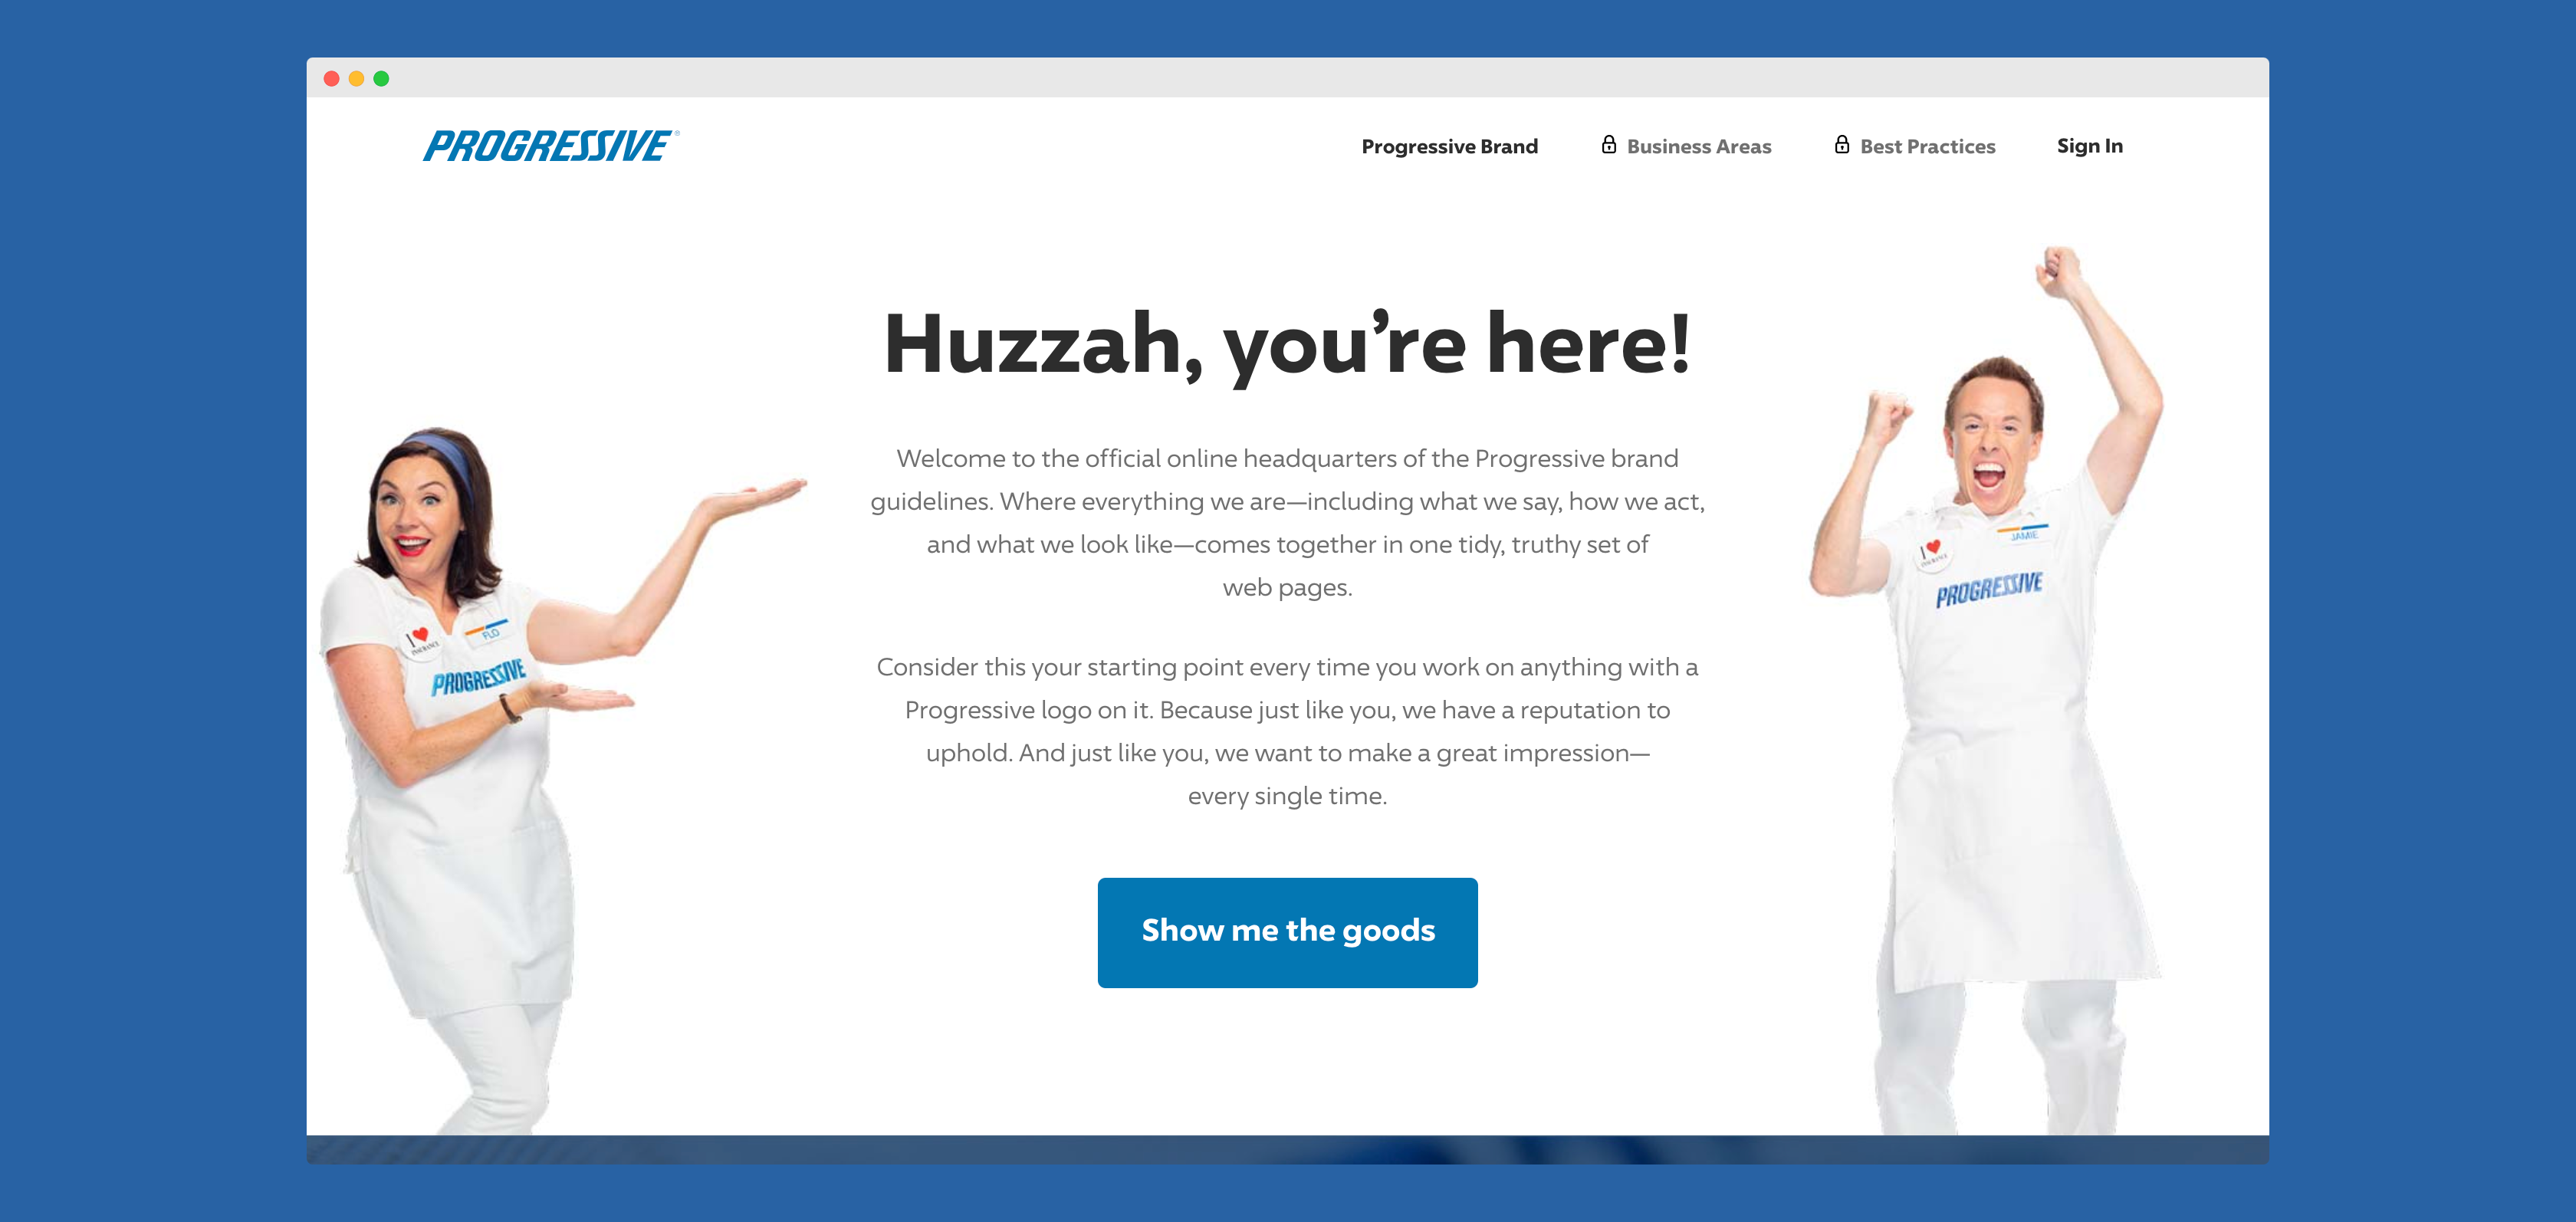 PROGRESSIVE®
Progressive Brand
Business Areas
Best Practices
Sign In
Huzzah, you’re here!
Welcome to the official online headquarters of the Progressive brand
guidelines. Where everything we are—including what we say, how we act,
and what we look like—comes together in one tidy, truthy set of
web pages.
Consider this your starting point every time you work on anything with a
Progressive logo on it. Because just like you, we have a reputation to
uphold. And just like you, we want to make a great impression—
every single time.
Show me the goods
I ♥
INSURANCE
FLO
PROGRESSIVE
I ♥
INSURANCE
JAMIE
PROGRESSIVE